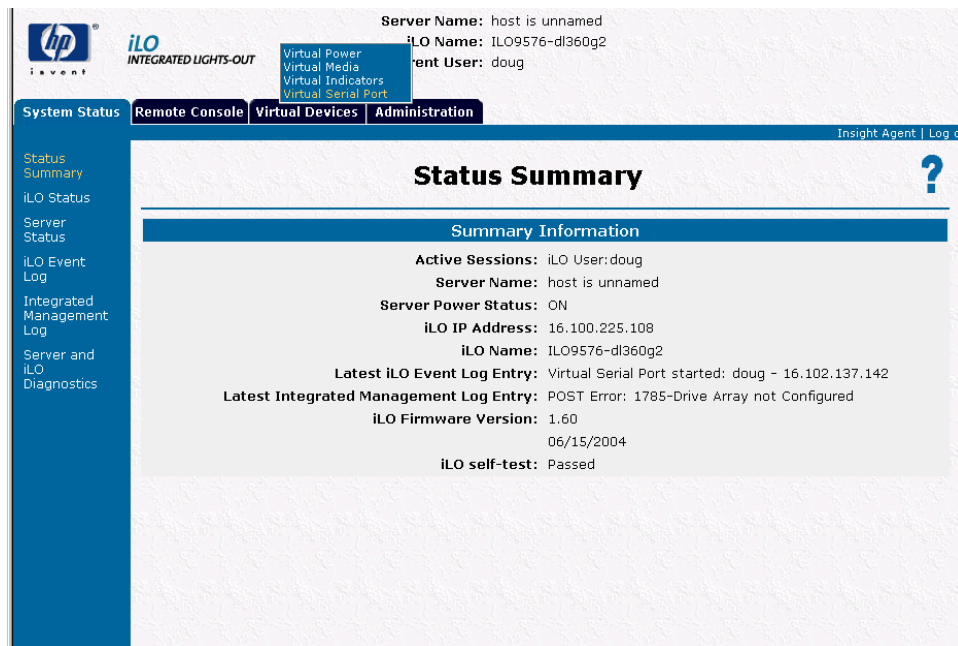 Server Name: host is unnamed
hp
invent
iLO
INTEGRATED LIGHTS-OUT
iLO Name: ILO9576-dl360g2
rent User: doug
Virtual Power
Virtual Media
Virtual Indicators
Virtual Serial Port
System Status Remote Console Virtual Devices Administration
Insight Agent | Log o
Status
Summary
iLO Status
Server
Status
iLO Event
Log
Integrated
Management
Log
Server and
iLO
Diagnostics
Status Summary
?
Summary Information
Active Sessions: iLO User:doug
Server Name: host is unnamed
Server Power Status: ON
iLO IP Address: 16.100.225.108
iLO Name: ILO9576-dl360g2
Latest iLO Event Log Entry: Virtual Serial Port started: doug - 16.102.137.142
Latest Integrated Management Log Entry: POST Error: 1785-Drive Array not Configured
iLO Firmware Version: 1.60
06/15/2004
iLO self-test: Passed